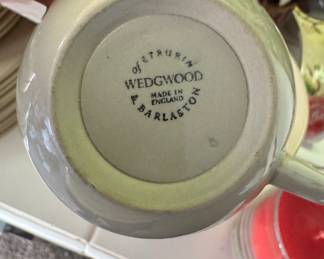 of ETRURIA
WEDGWOOD
MADE IN
ENGLAND
& BARLASTON